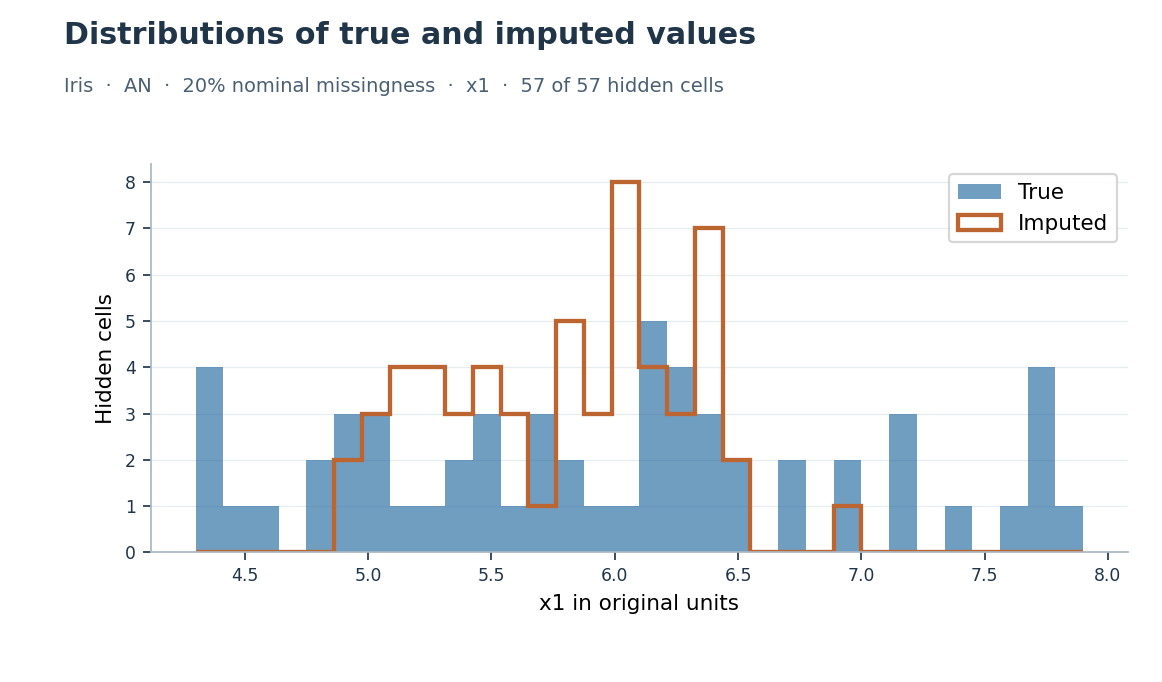 Distributions of true and imputed values
Iris · AN · 20% nominal missingness · x1 · 57 of 57 hidden cells
True
Imputed
8
7
6
5
4
3
2
1
0
Hidden cells
4.5 5.0 5.5 6.0 6.5 7.0 7.5 8.0
x1 in original units